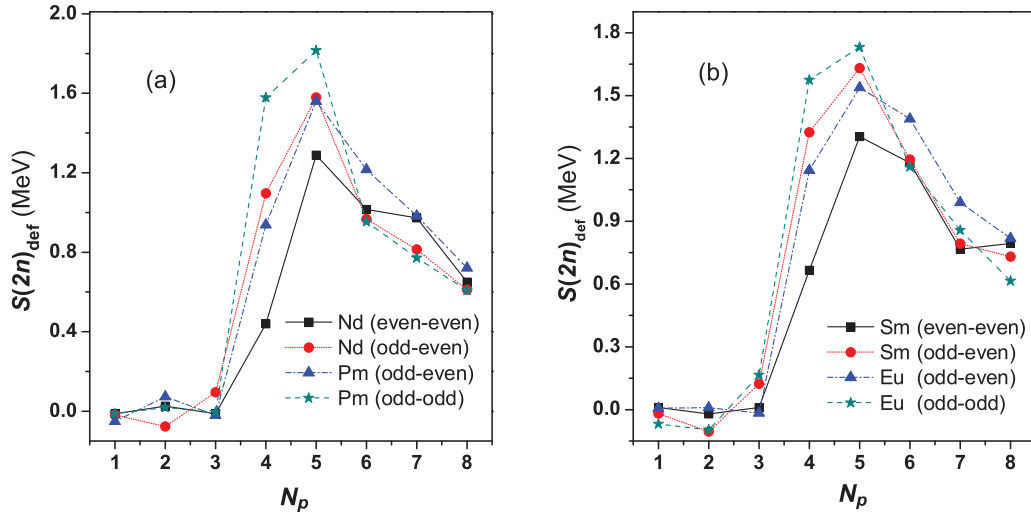 2.0
1.6
1.2
0.8
0.4
0.0
S(2n)def (MeV)
(a)
Nd (even-even)
Nd (odd-even)
Pm (odd-even)
Pm (odd-odd)
1 2 3 4 5 6 7 8
Np
1.8
1.5
1.2
0.9
0.6
0.3
0.0
S(2n)def (MeV)
(b)
Sm (even-even)
Sm (odd-even)
Eu (odd-even)
Eu (odd-odd)
1 2 3 4 5 6 7 8
Np